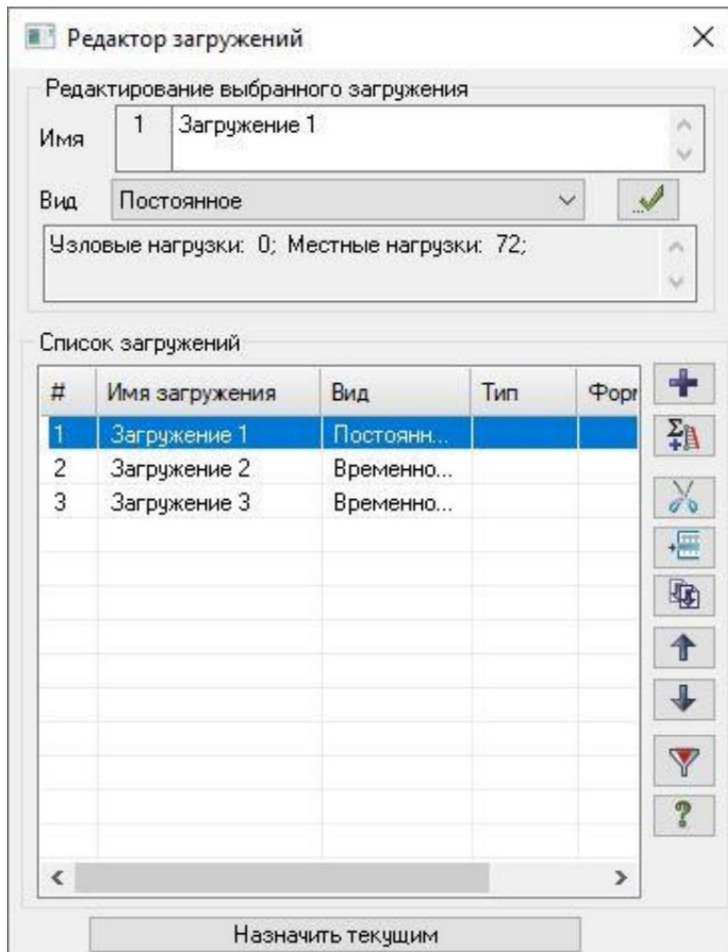 Редактор загружений
Редактирование выбранного загружения
Имя 1 Загружение 1
Вид Постоянное
Узловые нагрузки: 0; Местные нагрузки: 72;
Список загружений
# Имя загружения Вид Тип Форм
1 Загружение 1 Постоянн...
2 Загружение 2 Временно...
3 Загружение 3 Временно...
Назначить текущим